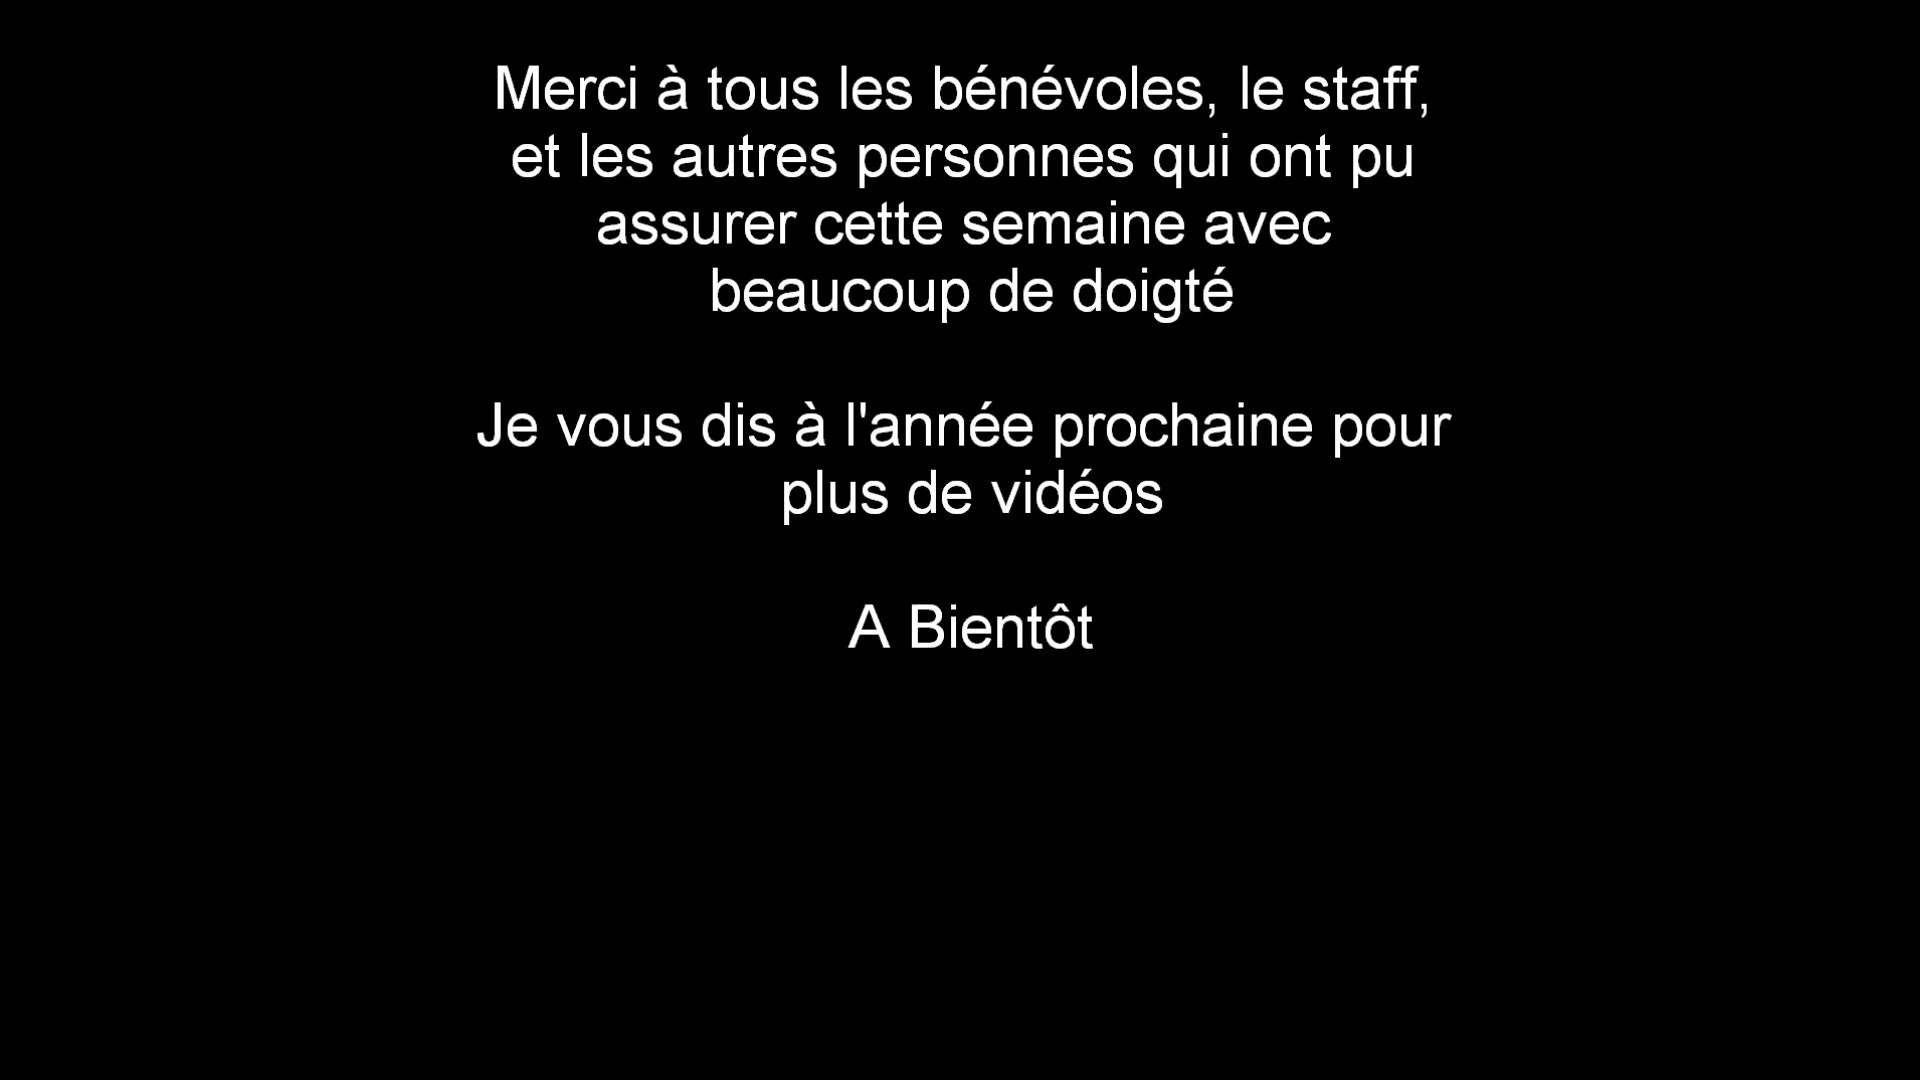 Merci à tous les bénévoles, le staff,
et les autres personnes qui ont pu
assurer cette semaine avec
beaucoup de doigté
Je vous dis à l'année prochaine pour
plus de vidéos
A Bientôt